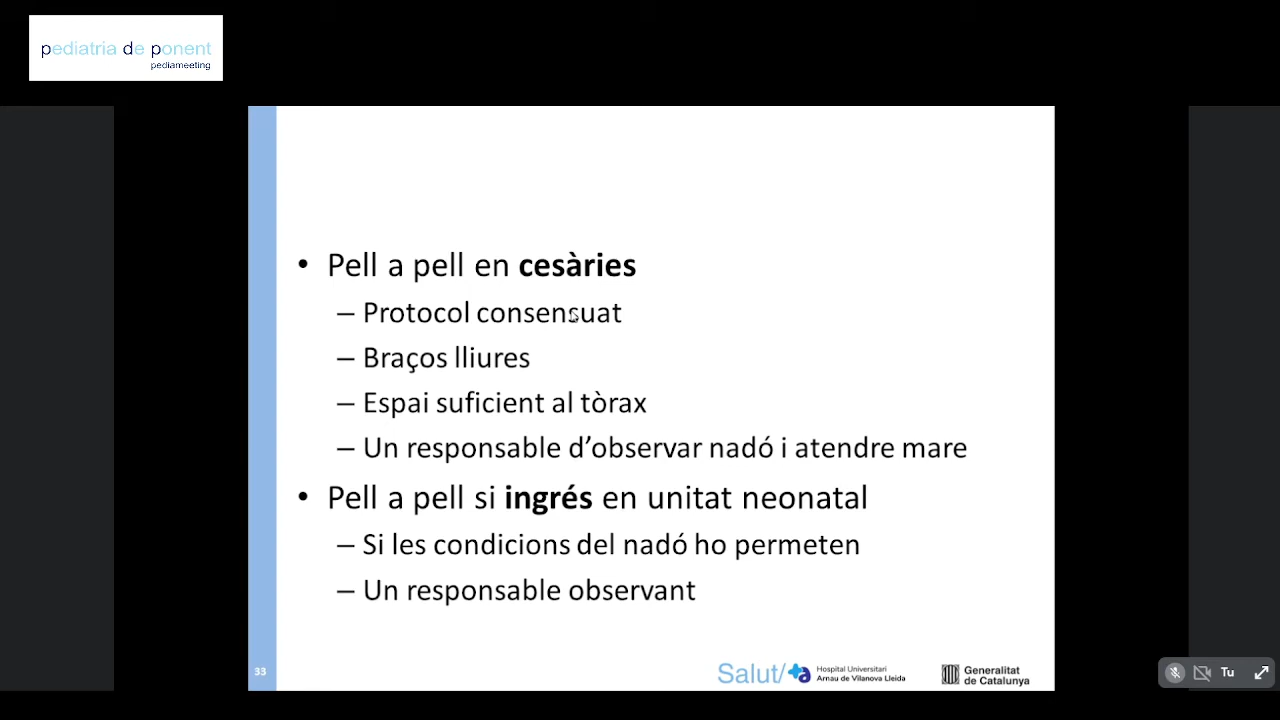 pediatria de ponent
pediameeting
• Pell a pell en cesàries
– Protocol consensuat
– Braços lliures
– Espai suficient al tòrax
– Un responsable d’observar nadó i atendre mare
• Pell a pell si ingrés en unitat neonatal
– Si les condicions del nadó ho permeten
– Un responsable observant
33
Salut/
Hospital Universitari
Arnau de Vilanova Lleida
Generalitat
de Catalunya
Tu